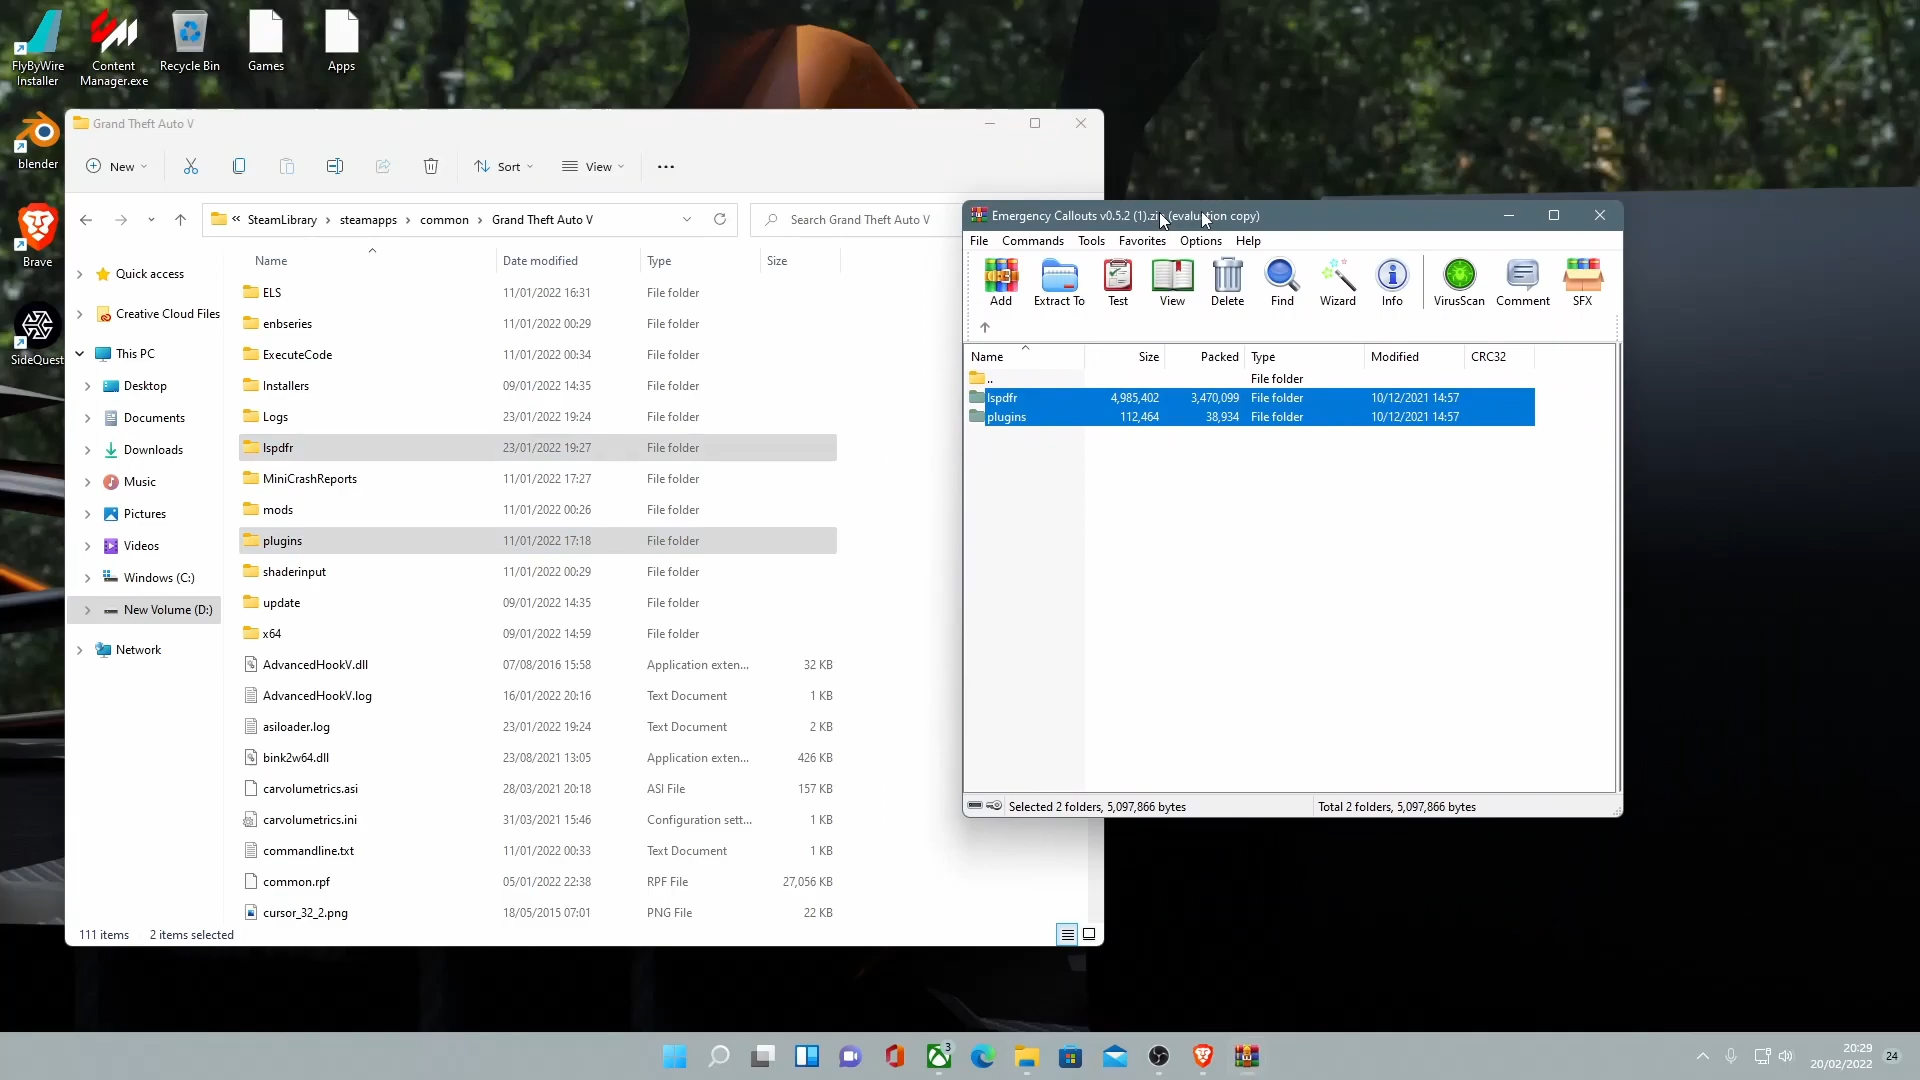 FlyByWire Installer
Content Manager.exe
Recycle Bin
Games
Apps
blender
Brave
SideQuest
Grand Theft Auto V
New
Sort
View
« SteamLibrary > steamapps > common > Grand Theft Auto V
Search Grand Theft Auto V
Quick access
Creative Cloud Files
This PC
Desktop
Documents
Downloads
Music
Pictures
Videos
Windows (C:)
New Volume (D:)
Network
Name Date modified Type Size
ELS 11/01/2022 16:31 File folder
enbseries 11/01/2022 00:29 File folder
ExecuteCode 11/01/2022 00:34 File folder
Installers 09/01/2022 14:35 File folder
Logs 23/01/2022 19:24 File folder
lspdfr 23/01/2022 19:27 File folder
MiniCrashReports 11/01/2022 17:27 File folder
mods 11/01/2022 00:26 File folder
plugins 11/01/2022 17:18 File folder
shaderinput 11/01/2022 00:29 File folder
update 09/01/2022 14:35 File folder
x64 09/01/2022 14:59 File folder
AdvancedHookV.dll 07/08/2016 15:58 Application exten... 32 KB
AdvancedHookV.log 16/01/2022 20:16 Text Document 1 KB
asiloader.log 23/01/2022 19:24 Text Document 2 KB
bink2w64.dll 23/08/2021 13:05 Application exten... 426 KB
carvolumetrics.asi 28/03/2021 20:18 ASI File 157 KB
carvolumetrics.ini 31/03/2021 15:46 Configuration sett... 1 KB
commandline.txt 11/01/2022 00:33 Text Document 1 KB
common.rpf 05/01/2022 22:38 RPF File 27,056 KB
cursor_32_2.png 18/05/2015 07:01 PNG File 22 KB
111 items 2 items selected
Emergency Callouts v0.5.2 (1).zip (evaluation copy)
File Commands Tools Favorites Options Help
Add Extract To Test View Delete Find Wizard Info VirusScan Comment SFX
Name Size Packed Type Modified CRC32
.. File folder
lspdfr 4,985,402 3,470,099 File folder 10/12/2021 14:57
plugins 112,464 38,934 File folder 10/12/2021 14:57
Selected 2 folders, 5,097,866 bytes Total 2 folders, 5,097,866 bytes
3
20:29
20/02/2022
24